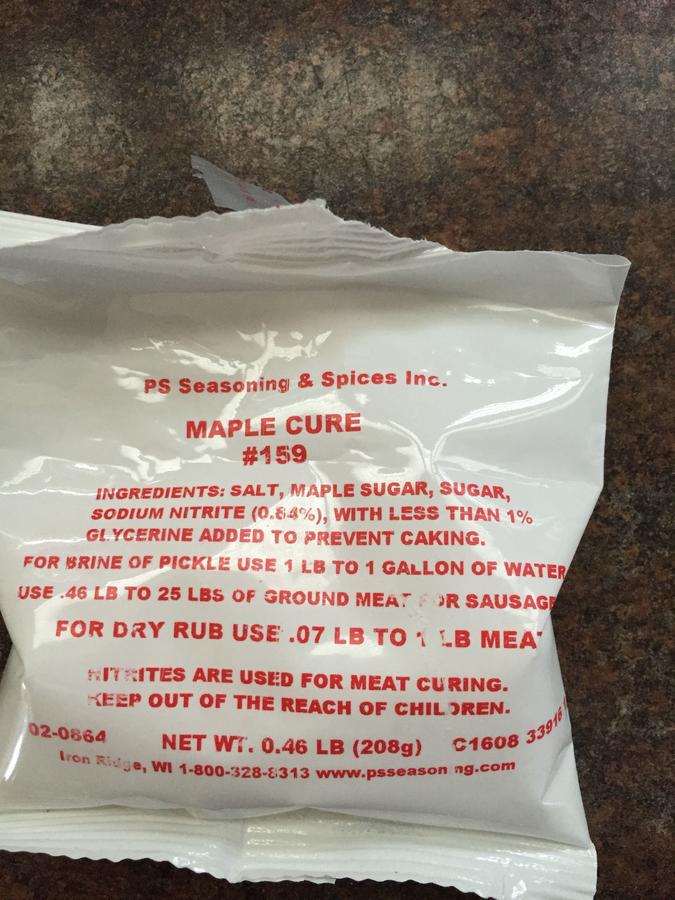 PS Seasoning & Spices Inc.
MAPLE CURE
#159
INGREDIENTS: SALT, MAPLE SUGAR, SUGAR,
SODIUM NITRITE (0.84%), WITH LESS THAN 1%
GLYCERINE ADDED TO PREVENT CAKING.
FOR BRINE OF PICKLE USE 1 LB TO 1 GALLON OF WATER
USE .46 LB TO 25 LBS OF GROUND MEAT FOR SAUSAGE
FOR DRY RUB USE .07 LB TO 1 LB MEAT
NITRITES ARE USED FOR MEAT CURING.
KEEP OUT OF THE REACH OF CHILDREN.
02-0864 NET WT. 0.46 LB (208g) C1608 33916
Iron Ridge, WI 1-800-328-8313 www.psseasoning.com